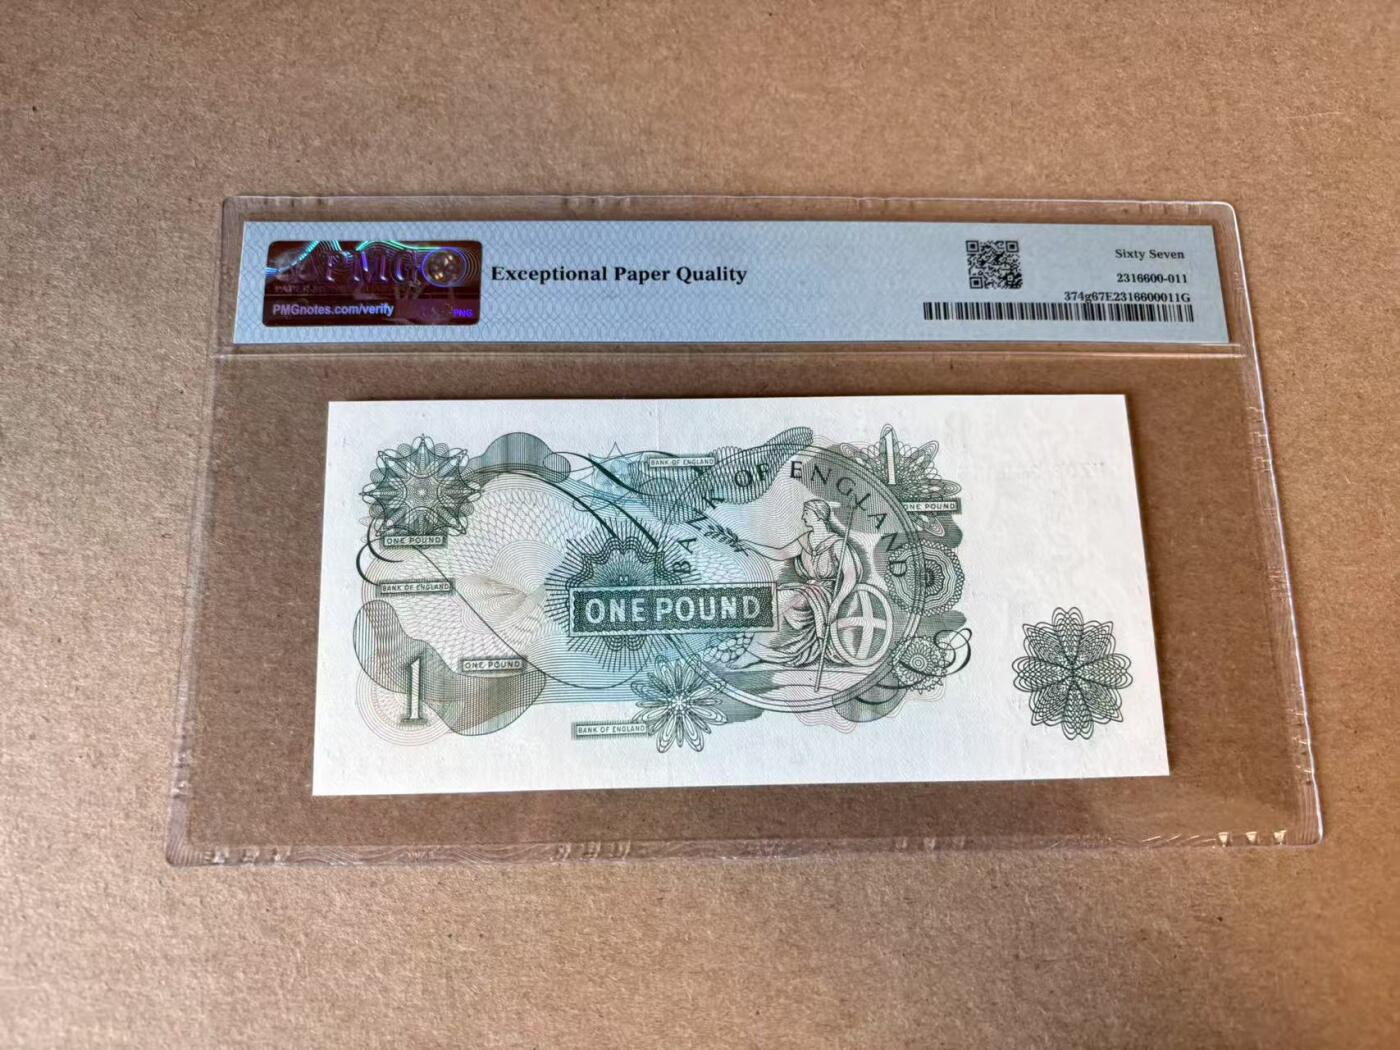 PMG
PMGnotes.com/verify
PNG
Exceptional Paper Quality
Sixty Seven
2316600-011
374g67E2316600011G
BANK OF ENGLAND
BANK OF ENGLAND
1
ONE POUND
ONE POUND
BANK OF ENGLAND
ONE POUND
ONE POUND
1
BANK OF ENGLAND